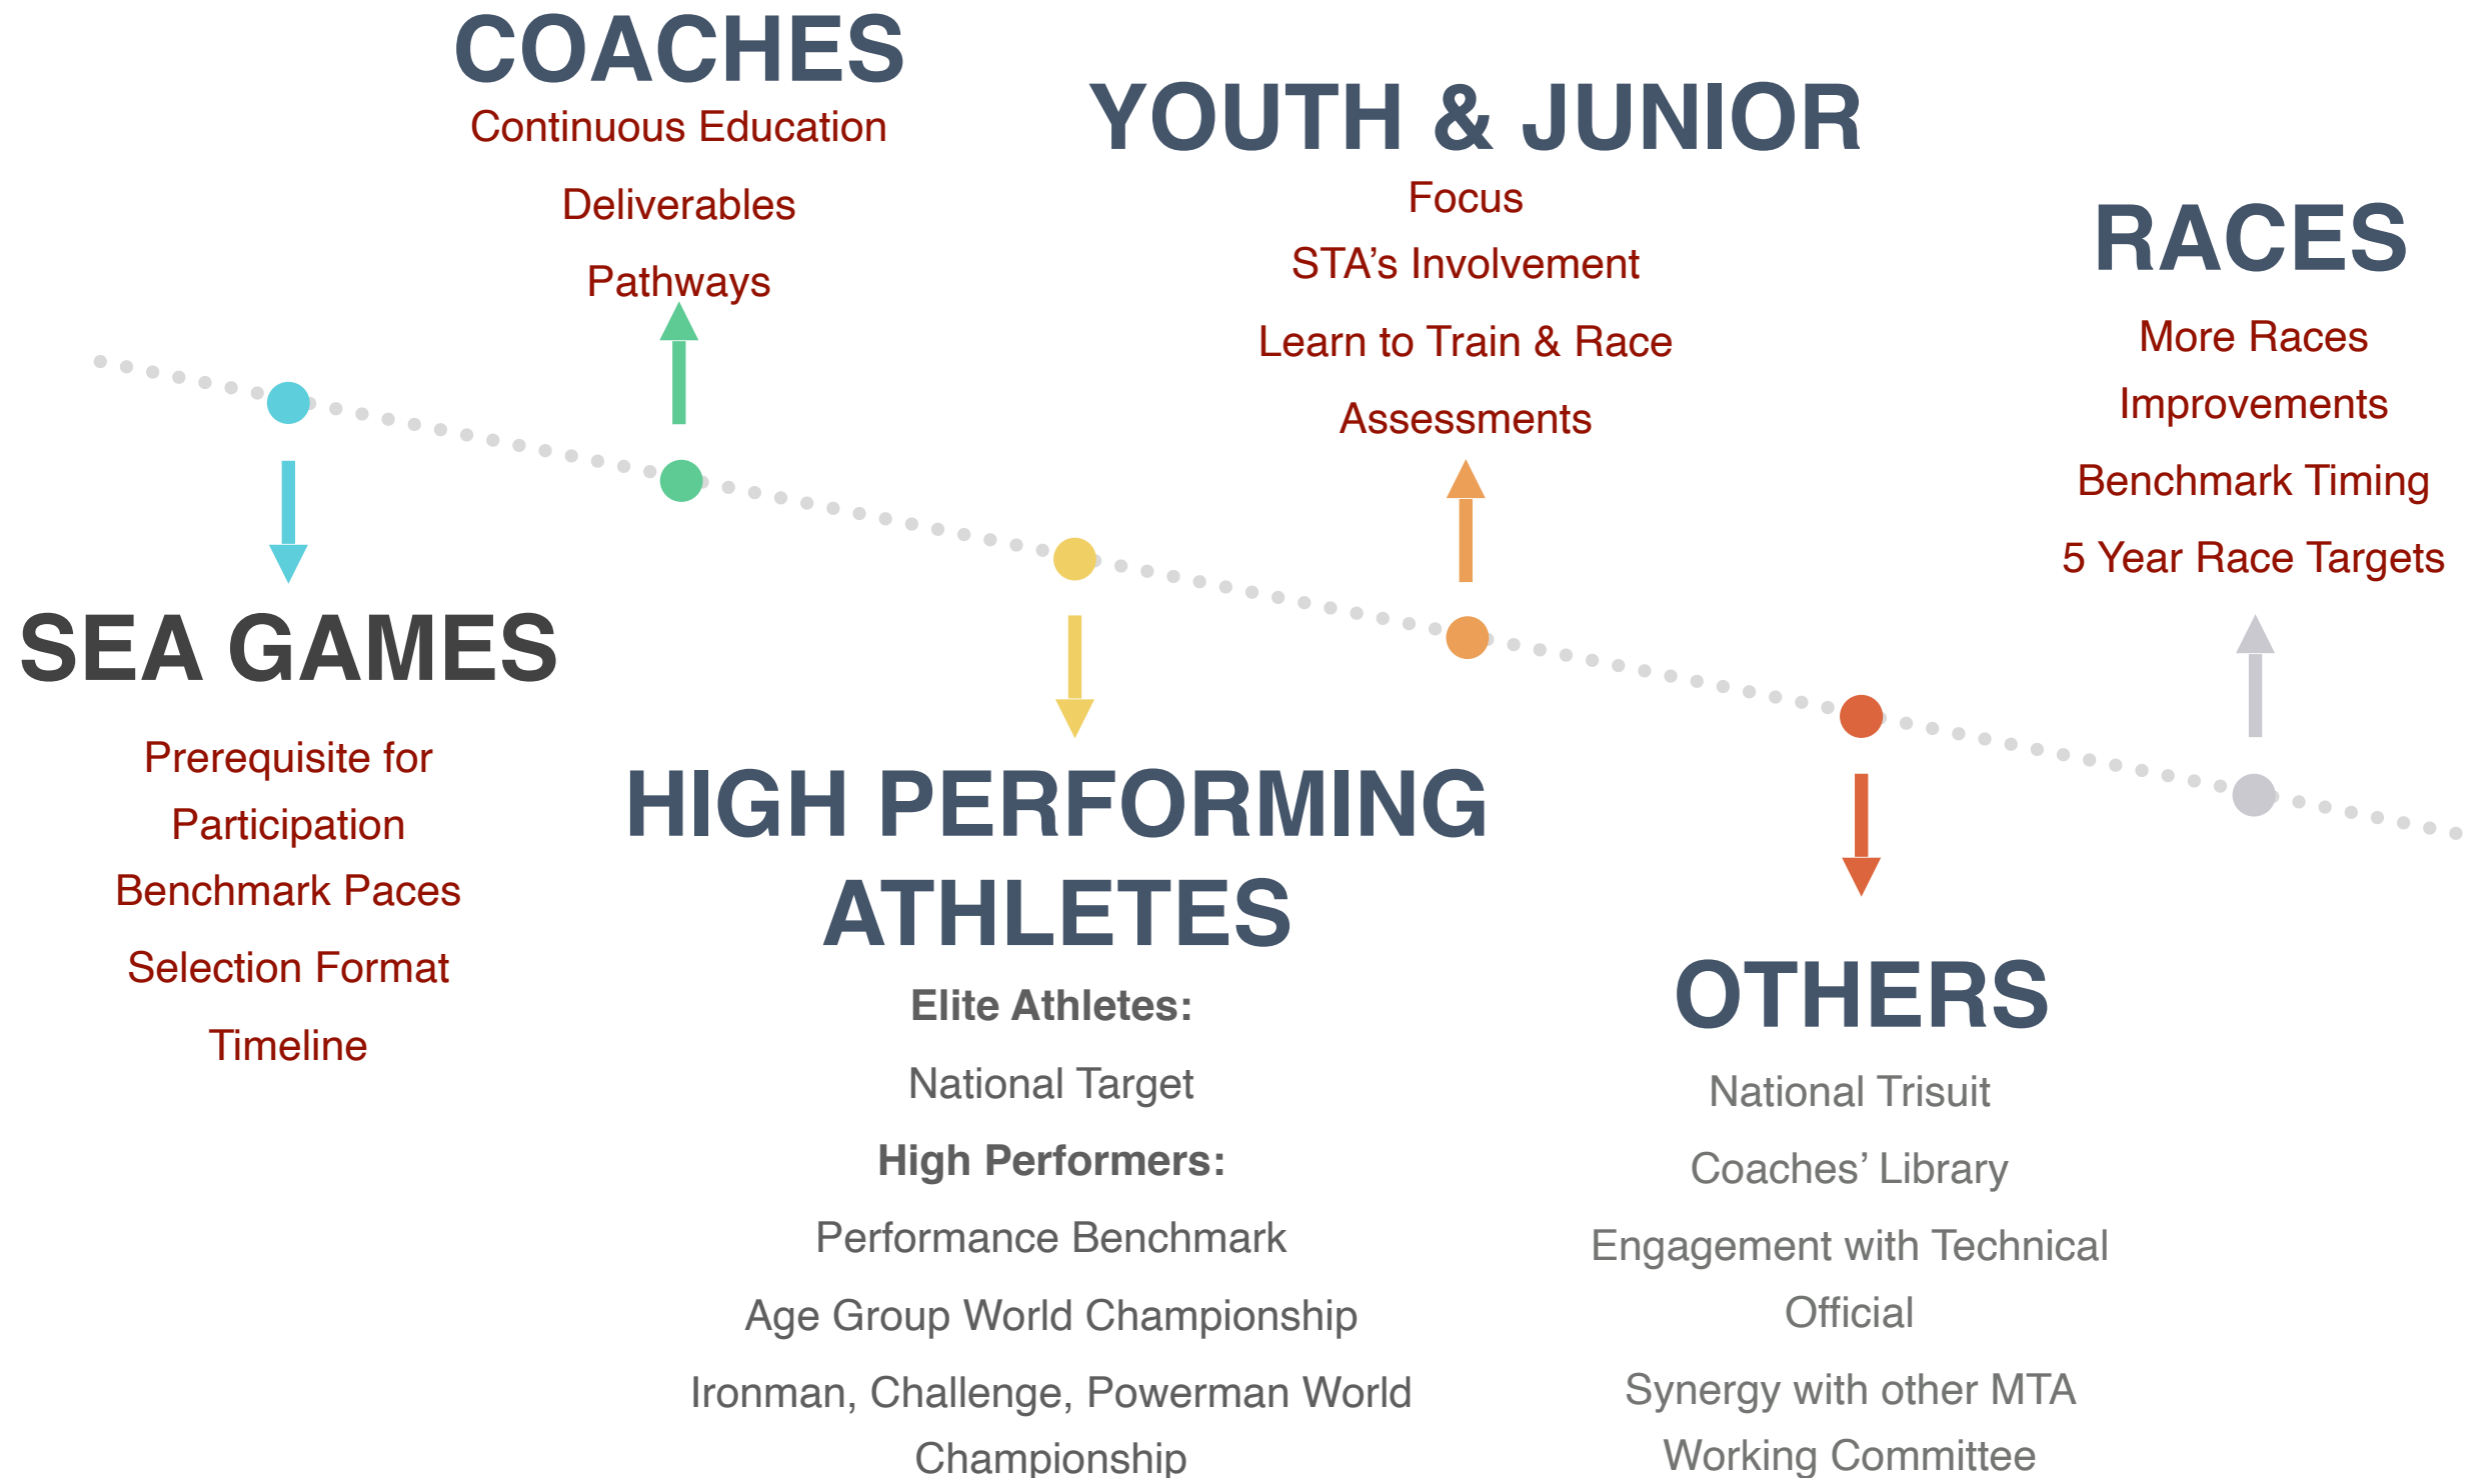 COACHES
Continuous Education
Deliverables
Pathways
YOUTH & JUNIOR
Focus
STA’s Involvement
Learn to Train & Race
Assessments
RACES
More Races
Improvements
Benchmark Timing
5 Year Race Targets
SEA GAMES
Prerequisite for
Participation
Benchmark Paces
Selection Format
Timeline
HIGH PERFORMING
ATHLETES
Elite Athletes:
National Target
High Performers:
Performance Benchmark
Age Group World Championship
Ironman, Challenge, Powerman World
Championship
OTHERS
National Trisuit
Coaches’ Library
Engagement with Technical
Official
Synergy with other MTA
Working Committee